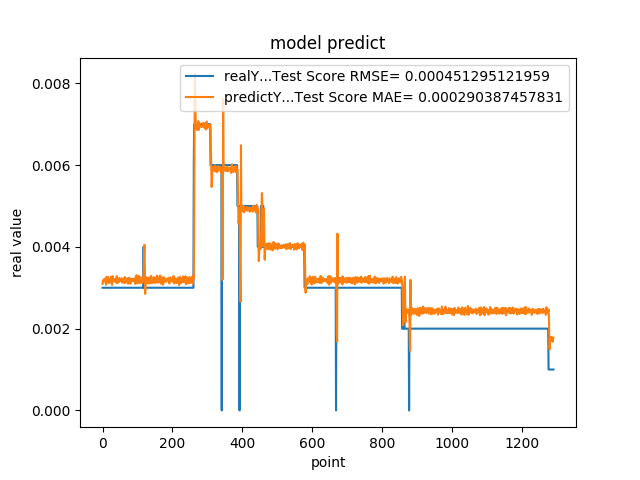 model predict
realY...Test Score RMSE= 0.000451295121959
predictY...Test Score MAE= 0.000290387457831
real value
0.008
0.006
0.004
0.002
0.000
0 200 400 600 800 1000 1200
point